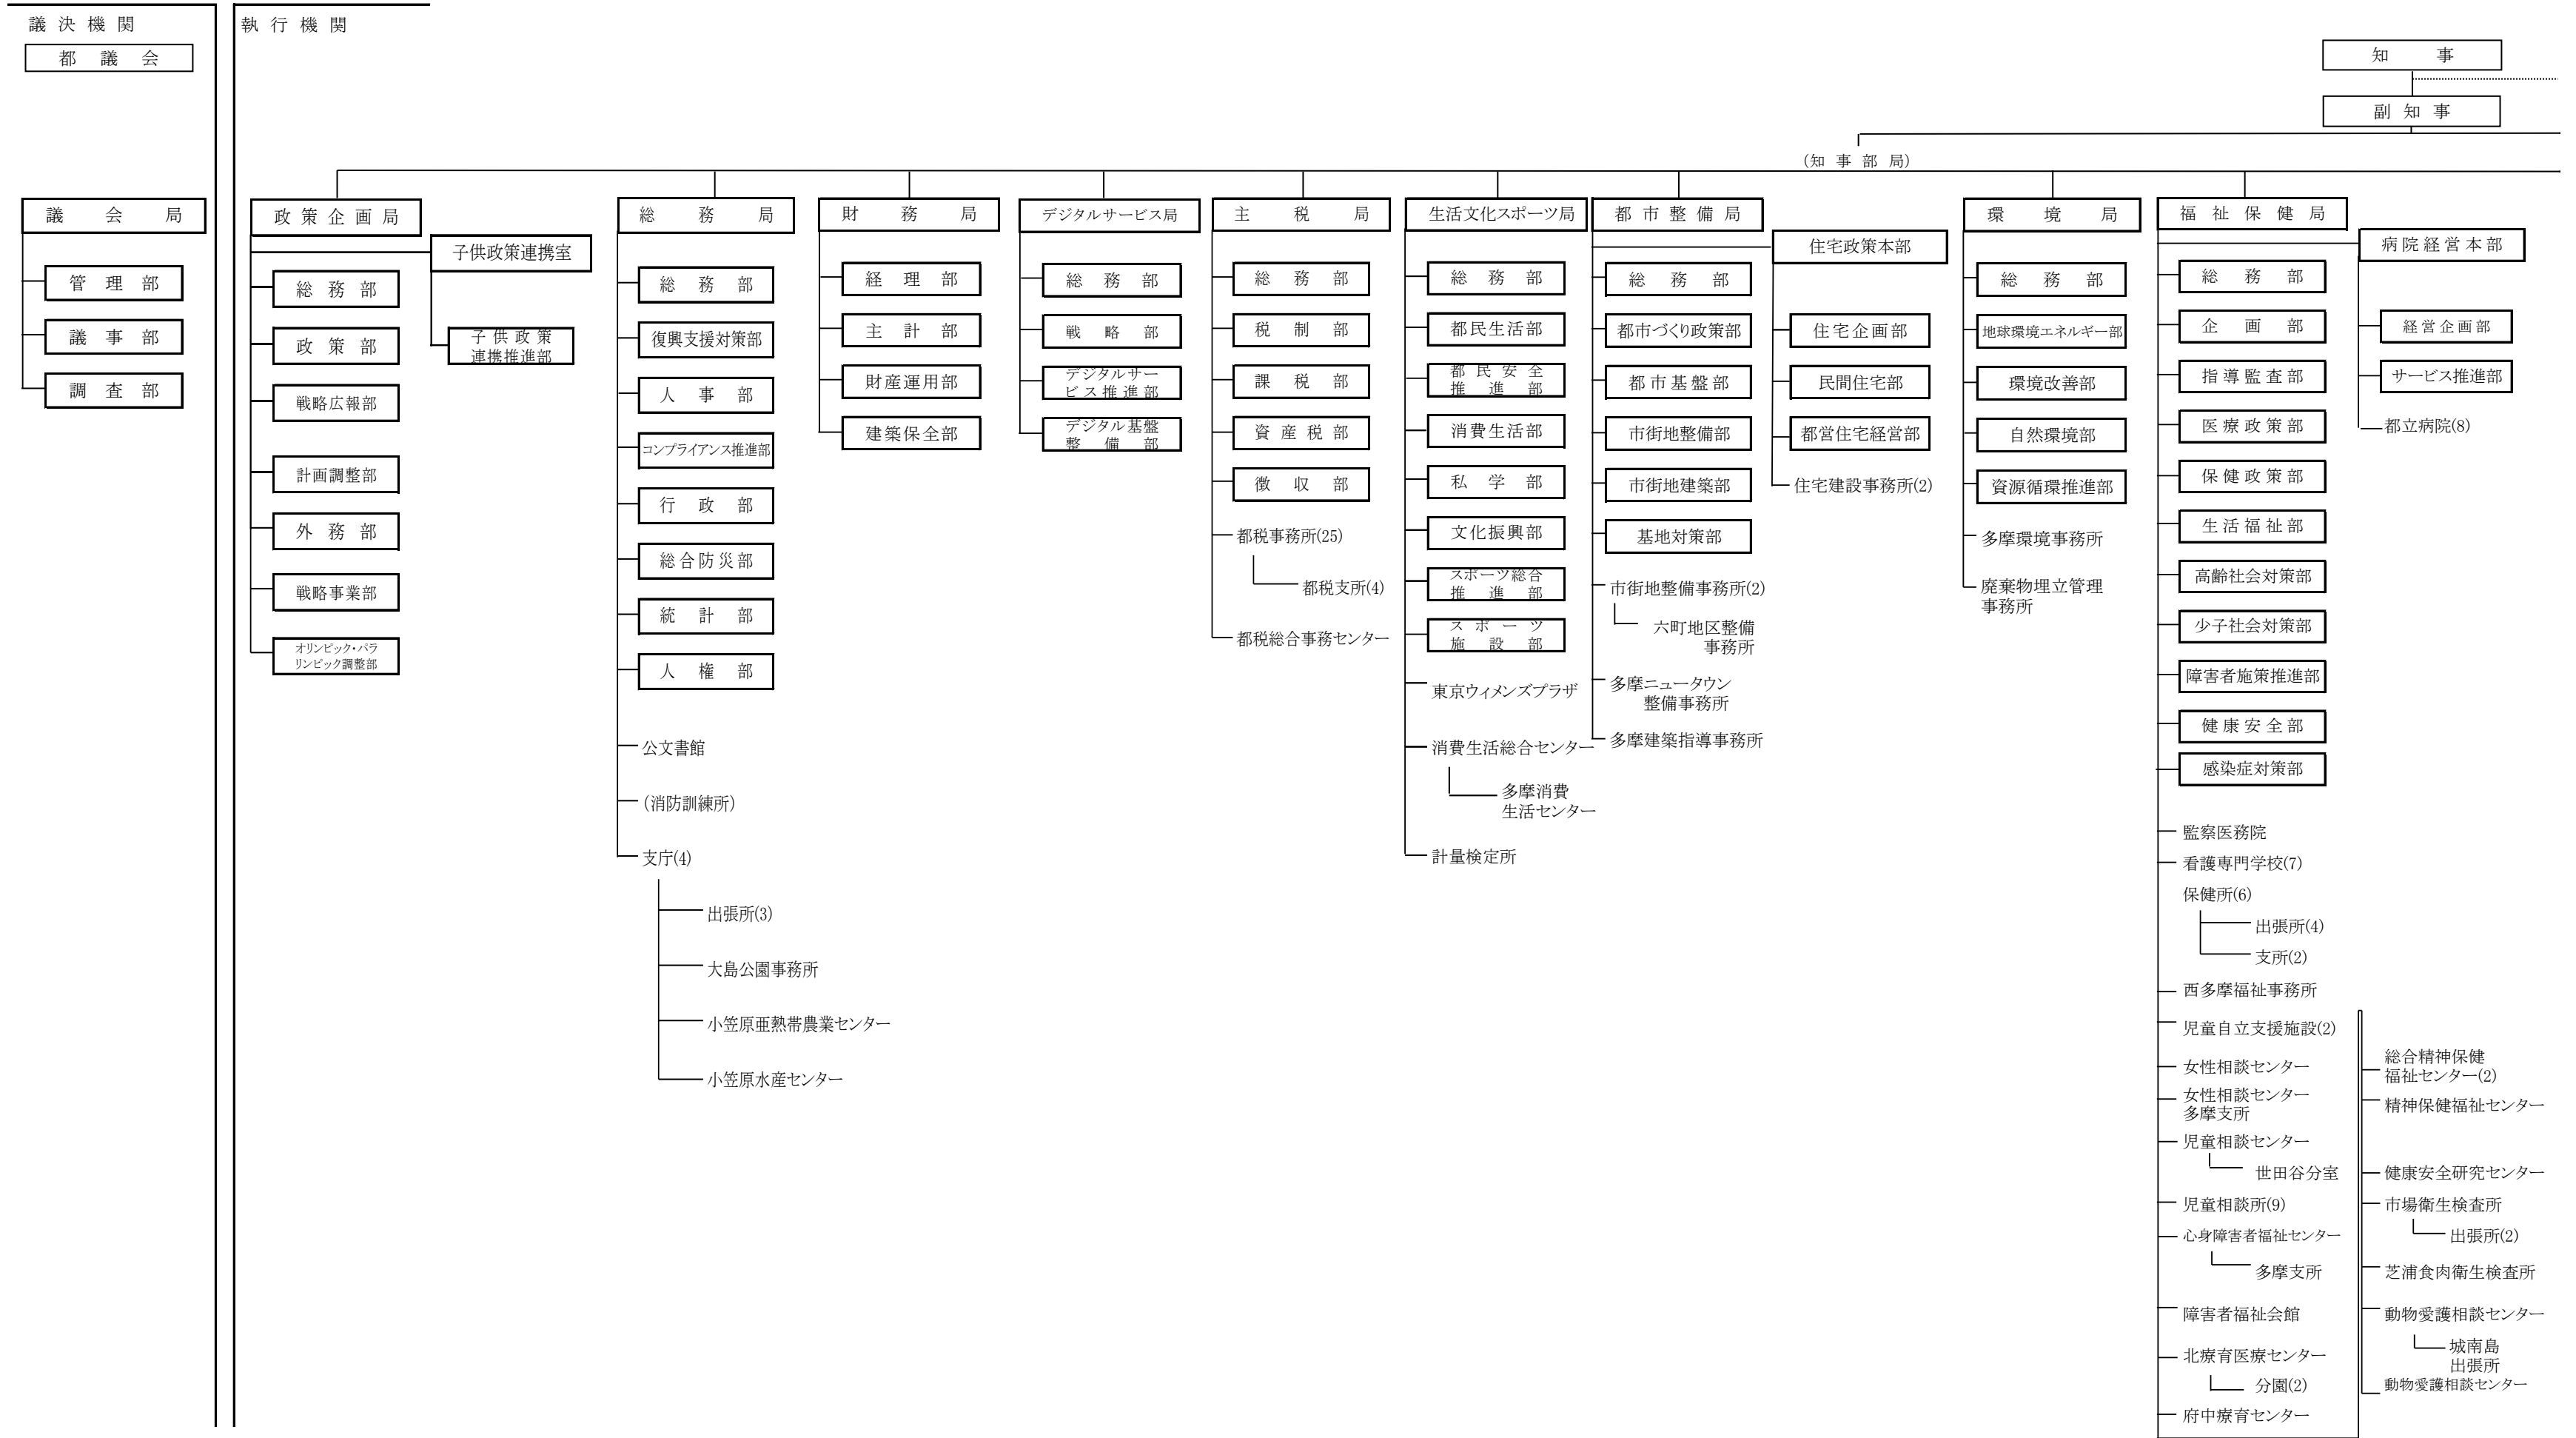 議決機関
都議会
議会局
管理部
議事部
調査部
執行機関
知事
副知事
(知事部局)
政策企画局
子供政策連携室
総務部
政策部
戦略広報部
計画調整部
外務部
戦略事業部
オリンピック・パラ
リンピック調整部
子供政策
連携推進部
総務局
総務部
復興支援対策部
人事部
コンプライアンス推進部
行政部
総合防災部
統計部
人権部
公文書館
(消防訓練所)
支庁(4)
出張所(3)
大島公園事務所
小笠原亜熱帯農業センター
小笠原水産センター
財務局
経理部
主計部
財産運用部
建築保全部
デジタルサービス局
総務部
戦略部
デジタルサー
ビス推進部
デジタル基盤
整備部
主税局
総務部
税制部
課税部
資産税部
徴収部
都税事務所(25)
都税支所(4)
都税総合事務センター
生活文化スポーツ局
総務部
都民生活部
都民安全
推進部
消費生活部
私学部
文化振興部
スポーツ総合
推進部
スポーツ
施設部
東京ウィメンズプラザ
消費生活総合センター
多摩消費
生活センター
計量検定所
都市整備局
住宅政策本部
総務部
都市づくり政策部
都市基盤部
市街地整備部
市街地建築部
基地対策部
市街地整備事務所(2)
六町地区整備
事務所
多摩ニュータウン
整備事務所
多摩建築指導事務所
住宅企画部
民間住宅部
都営住宅経営部
住宅建設事務所(2)
環境局
総務部
地球環境エネルギー部
環境改善部
自然環境部
資源循環推進部
多摩環境事務所
廃棄物埋立管理
事務所
福祉保健局
病院経営本部
総務部
企画部
指導監査部
医療政策部
保健政策部
生活福祉部
高齢社会対策部
少子社会対策部
障害者施策推進部
健康安全部
感染症対策部
監察医務院
看護専門学校(7)
保健所(6)
出張所(4)
支所(2)
西多摩福祉事務所
児童自立支援施設(2)
女性相談センター
女性相談センター
多摩支所
児童相談センター
世田谷分室
児童相談所(9)
心身障害者福祉センター
多摩支所
障害者福祉会館
北療育医療センター
分園(2)
府中療育センター
経営企画部
サービス推進部
都立病院(8)
総合精神保健
福祉センター(2)
精神保健福祉センター
健康安全研究センター
市場衛生検査所
出張所(2)
芝浦食肉衛生検査所
動物愛護相談センター
城南島
出張所
動物愛護相談センター